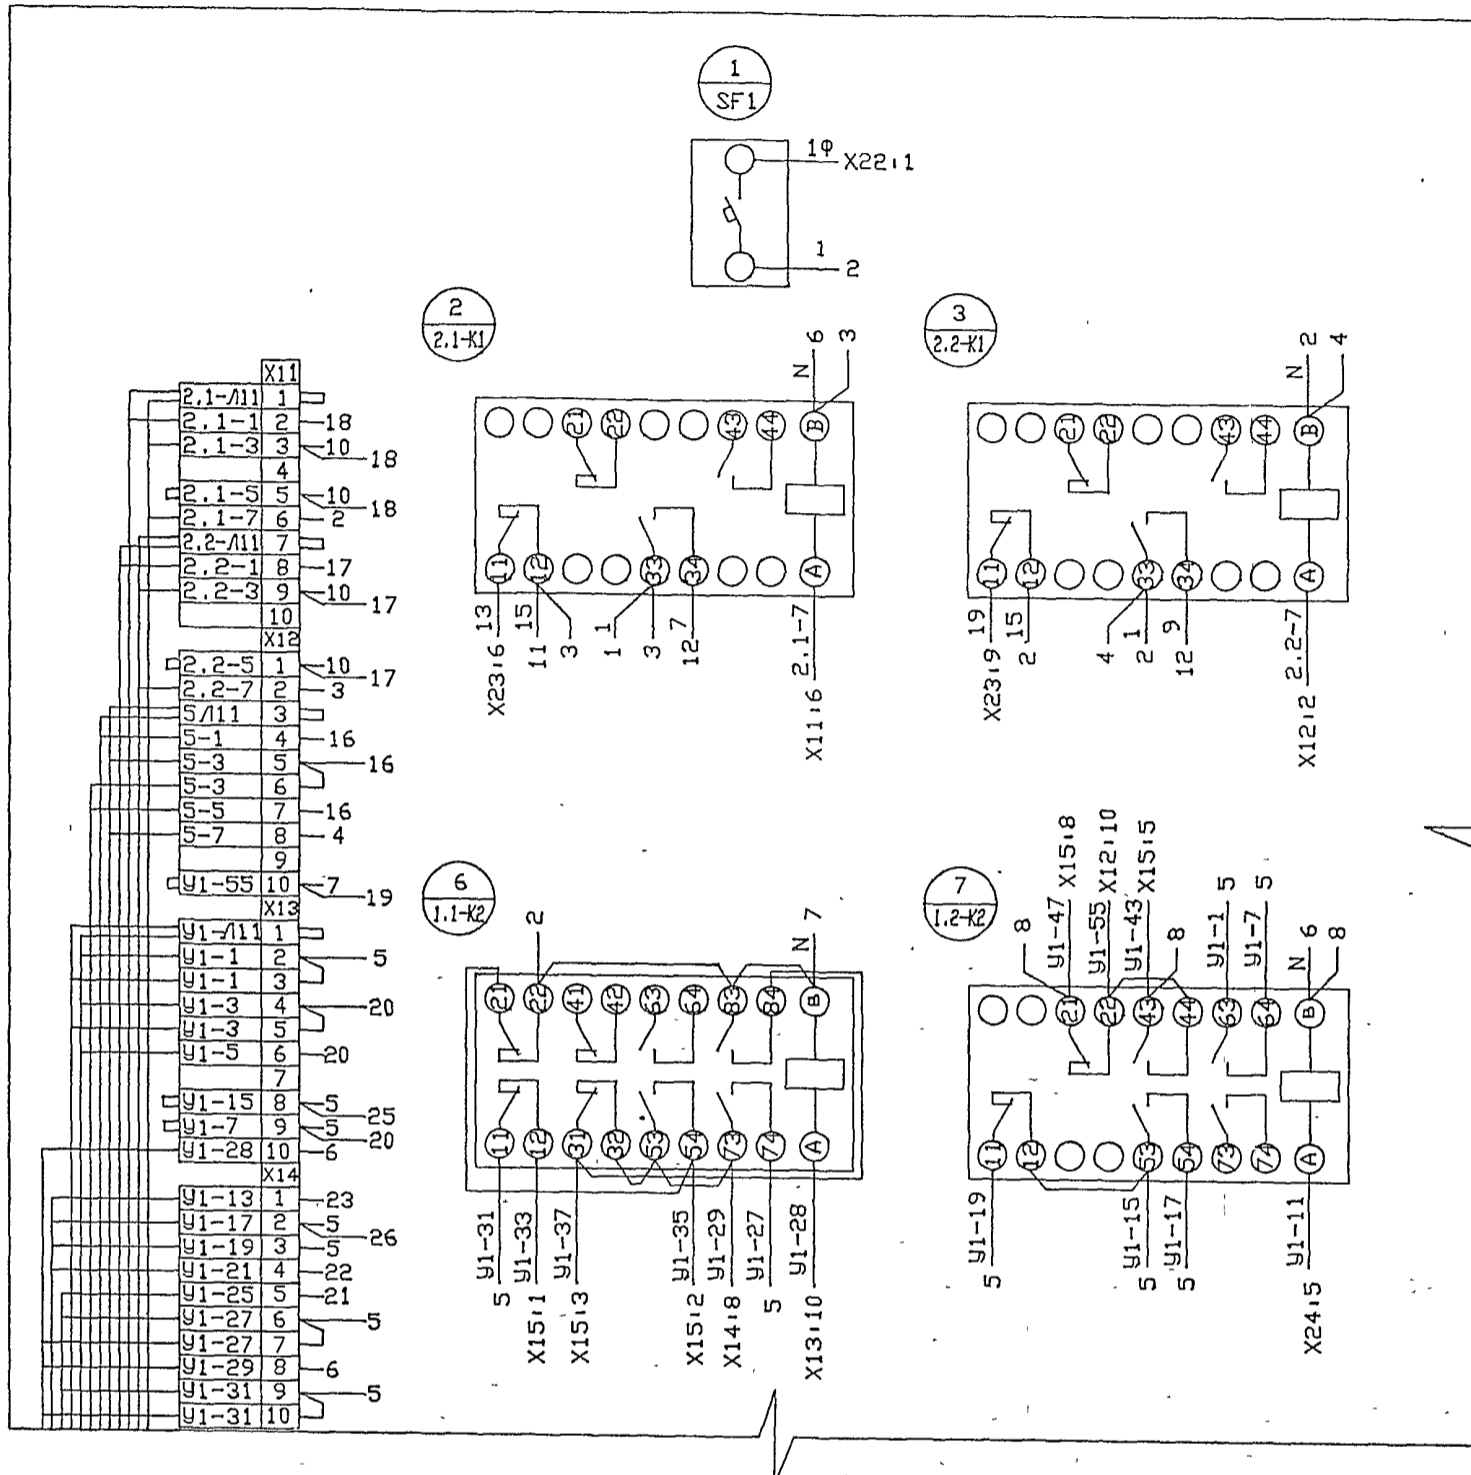 1
SF1
1φ
X22:1
1
2
2
2.1-K1
N 6
3
21
22
43
44
B
11
12
33
34
A
X23:6 13
11 15
3
1
3
12 7
X11:6 2.1-7
3
2.2-K1
N 2
4
21
22
43
44
B
11
12
33
34
A
X23:9 19
2 15
4
2 1
12 9
X12:2 2.2-7
X11
2.1-Л11 1
2.1-1 2 18
2.1-3 3 10
18
4
2.1-5 5 10
18
2.1-7 6 2
2.2-Л11 7
2.2-1 8 17
2.2-3 9 10
17
10
X12
2.2-5 1 10
17
2.2-7 2 3
5Л11 3
5-1 4 16
5-3 5 16
5-3 6
5-5 7 16
5-7 8 4
9
У1-55 10 7
19
X13
У1-Л11 1
У1-1 2 5
У1-1 3
У1-3 4 20
У1-3 5
У1-5 6 20
7
У1-15 8 5
25
У1-7 9 5
20
У1-28 10 6
X14
У1-13 1 23
У1-17 2 5
26
У1-19 3 5
У1-21 4 22
У1-25 5 21
У1-27 6 5
У1-27 7
У1-29 8 6
У1-31 9 5
У1-31 10
6
1.1-K2
2
N 7
21
22
41
42
63
64
83
84
B
11
12
31
32
53
54
73
74
A
5 У1-31
X15:1 У1-33
X15:3 У1-37
X15:2 У1-35
X14:8 У1-29
5 У1-27
X13:10 У1-28
7
1.2-K2
8
У1-47 X15:8
У1-55 X12:10
У1-43 X15:5
8
У1-1 5
У1-7 5
N 6
8
21
22
43
44
63
64
B
11
12
53
54
73
74
A
5 У1-19
5 У1-15
5 У1-17
X24:5 У1-11